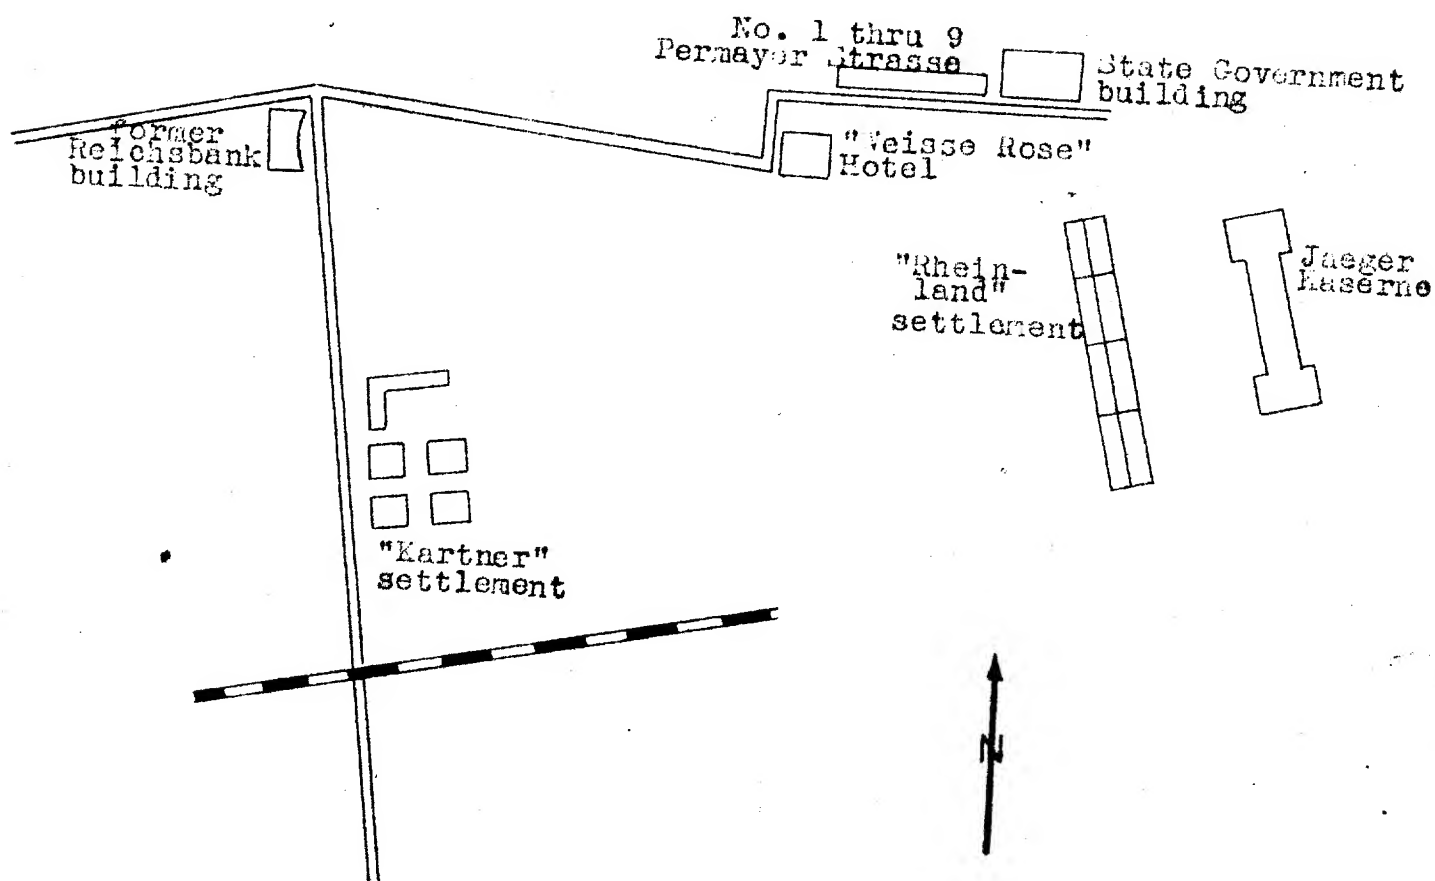 No. 1 thru 9
Permayer Strasse
State Government
building
former
Reichsbank
building
"Weisse Rose"
Hotel
"Rhein-
land"
settlement
Jaeger
Kaserne
"Kartner"
settlement
N